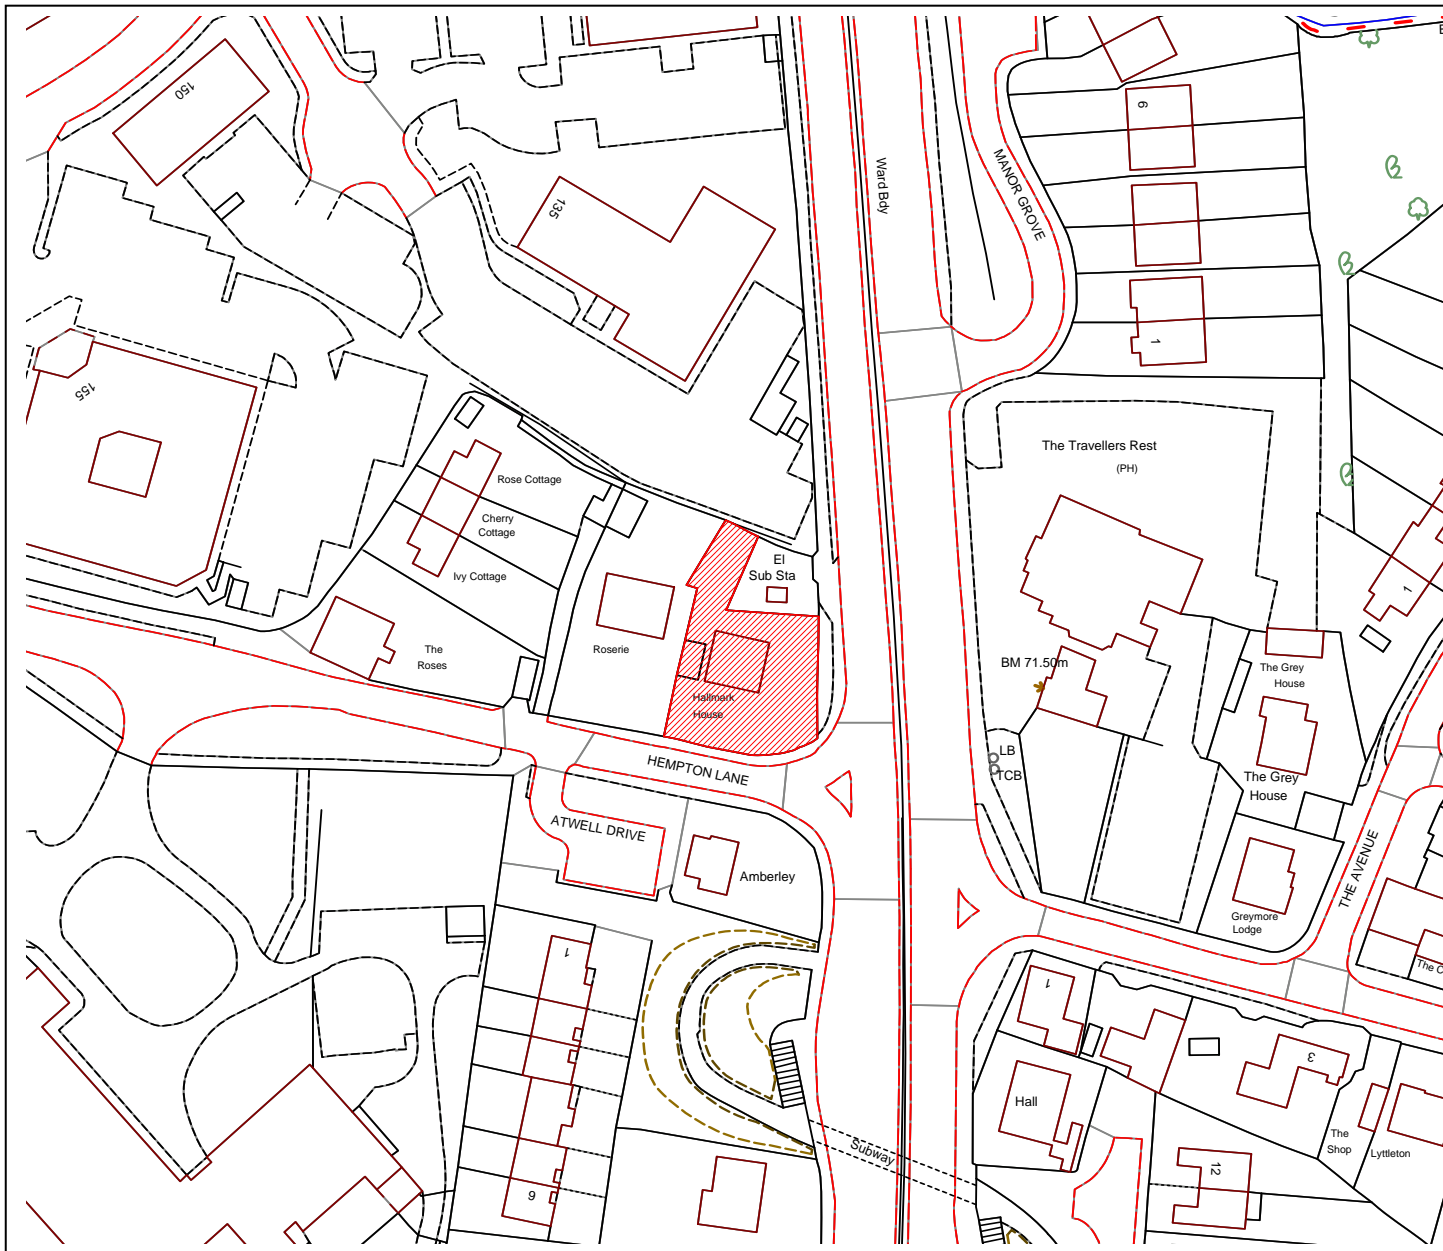 150
135
155
Ward Bdy
MANOR GROVE
6
1
The Travellers Rest
(PH)
Rose Cottage
Cherry
Cottage
Ivy Cottage
The
Roses
Roserie
El
Sub Sta
Hallmark
House
BM 71.50m
The Grey
House
The Grey
House
1
LB
TCB
HEMPTON LANE
ATWELL DRIVE
Amberley
THE AVENUE
Greymore
Lodge
The C
1
9
1
3
Hall
Subway
The
Shop
Lyttleton
12